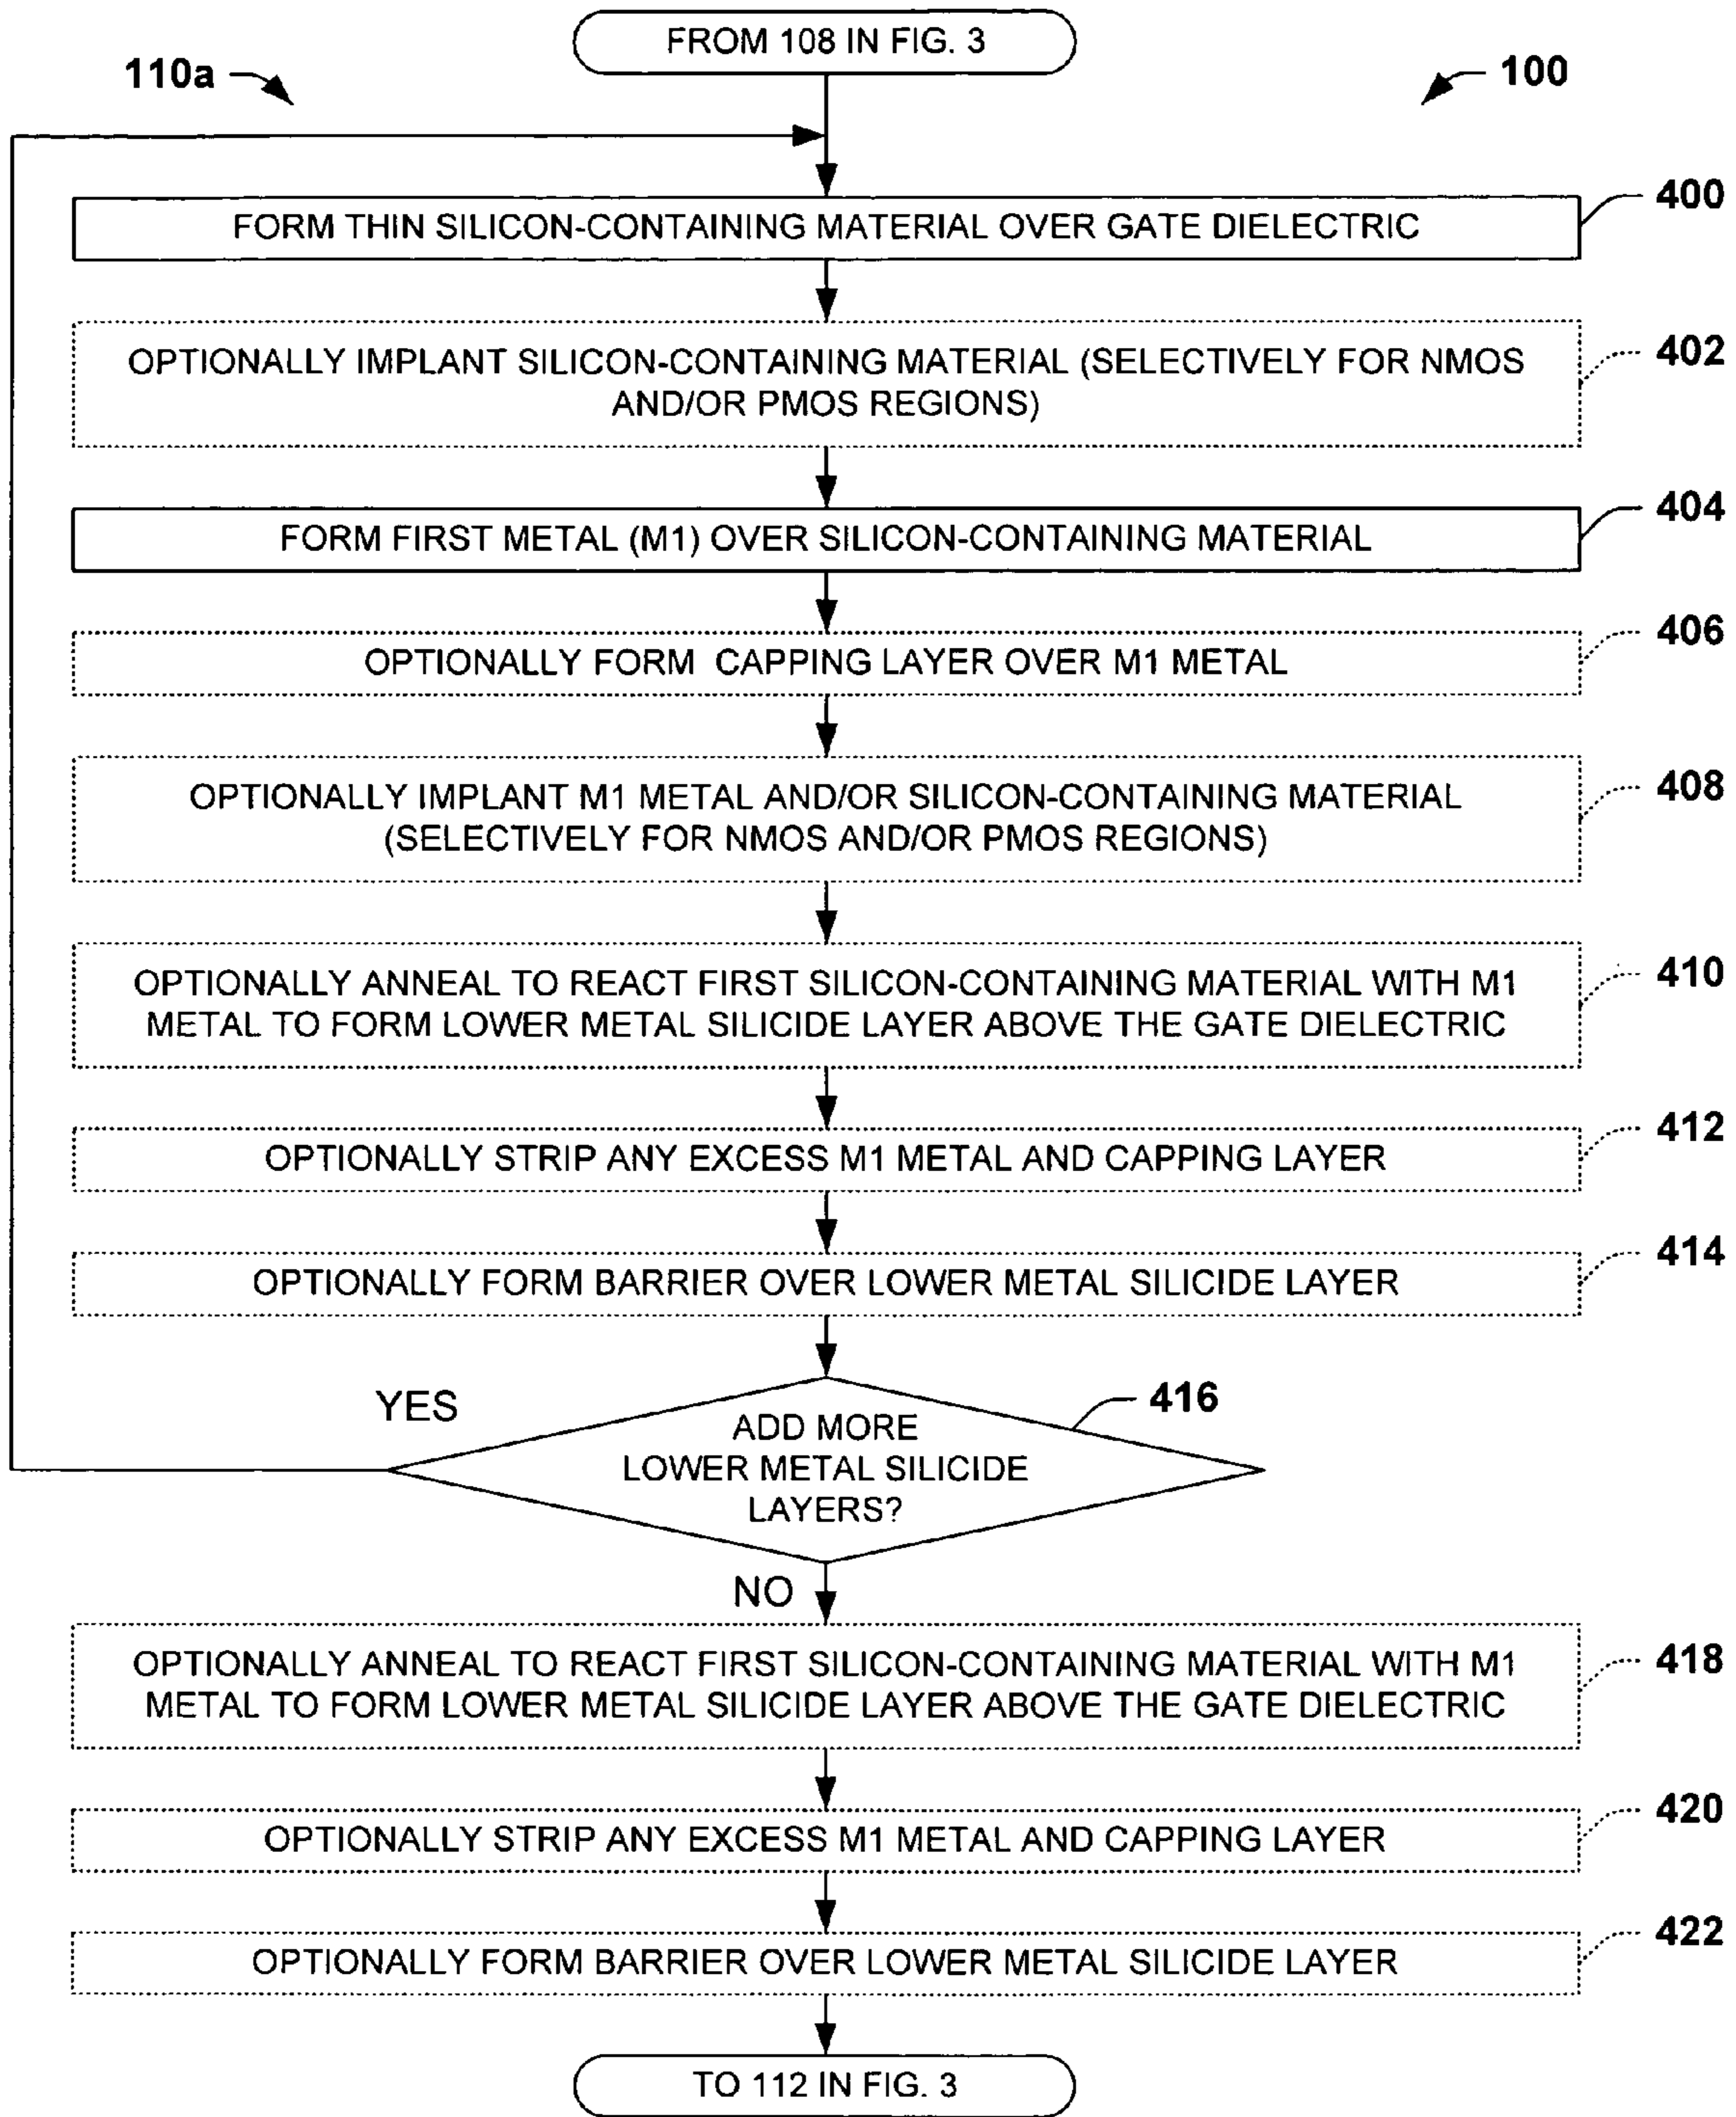 FROM 108 IN FIG. 3
110a
100
FORM THIN SILICON-CONTAINING MATERIAL OVER GATE DIELECTRIC
400
OPTIONALLY IMPLANT SILICON-CONTAINING MATERIAL (SELECTIVELY FOR NMOS
AND/OR PMOS REGIONS)
402
FORM FIRST METAL (M1) OVER SILICON-CONTAINING MATERIAL
404
OPTIONALLY FORM CAPPING LAYER OVER M1 METAL
406
OPTIONALLY IMPLANT M1 METAL AND/OR SILICON-CONTAINING MATERIAL
(SELECTIVELY FOR NMOS AND/OR PMOS REGIONS)
408
OPTIONALLY ANNEAL TO REACT FIRST SILICON-CONTAINING MATERIAL WITH M1
METAL TO FORM LOWER METAL SILICIDE LAYER ABOVE THE GATE DIELECTRIC
410
OPTIONALLY STRIP ANY EXCESS M1 METAL AND CAPPING LAYER
412
OPTIONALLY FORM BARRIER OVER LOWER METAL SILICIDE LAYER
414
YES
ADD MORE
LOWER METAL SILICIDE
LAYERS?
416
NO
OPTIONALLY ANNEAL TO REACT FIRST SILICON-CONTAINING MATERIAL WITH M1
METAL TO FORM LOWER METAL SILICIDE LAYER ABOVE THE GATE DIELECTRIC
418
OPTIONALLY STRIP ANY EXCESS M1 METAL AND CAPPING LAYER
420
OPTIONALLY FORM BARRIER OVER LOWER METAL SILICIDE LAYER
422
TO 112 IN FIG. 3